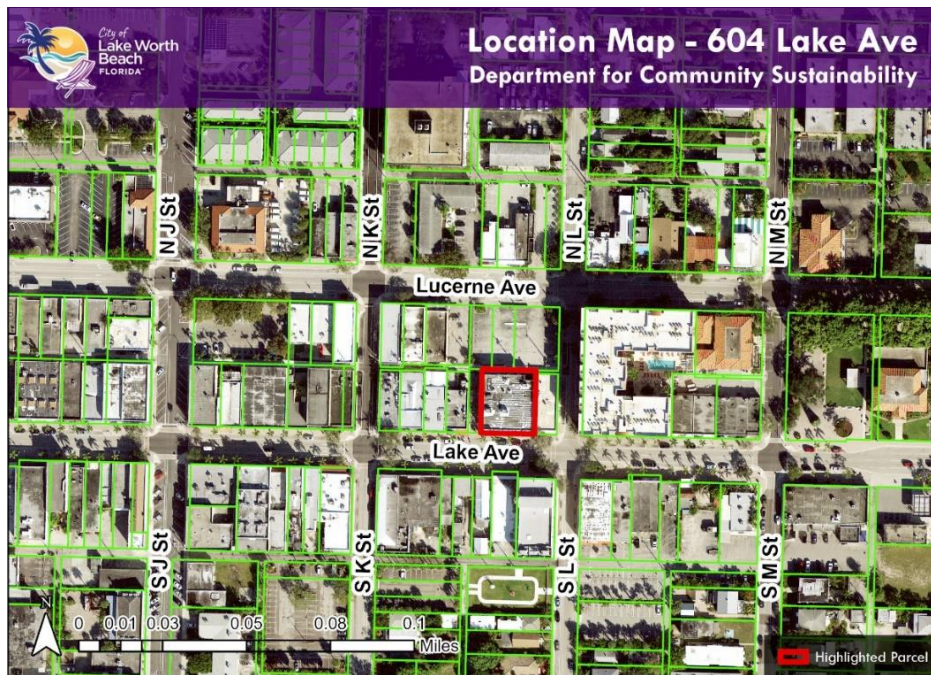 City of
Lake Worth
Beach
FLORIDA™
Location Map - 604 Lake Ave
Department for Community Sustainability
N J St
N K St
N L St
N M St
Lucerne Ave
Lake Ave
S J St
S K St
S L St
S M St
N
0 0.01 0.03 0.05 0.08 0.1
Miles
Highlighted Parcel